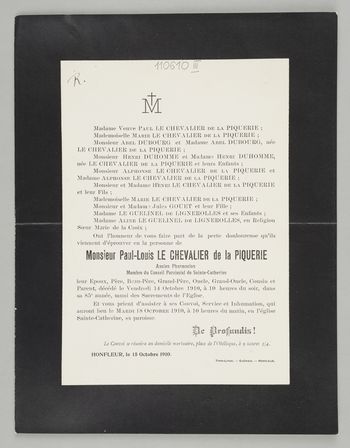 110610 III
R.
M
Madame Veuve PAUL LE CHEVALIER DE LA PIQUERIE ;
Mademoiselle MARIE LE CHEVALIER DE LA PIQUERIE ;
Monsieur ABEL DUBOURG et Madame ABEL DUBOURG, née
LE CHEVALIER DE LA PIQUERIE ;
Monsieur HENRI DUHOMME et Madame HENRI DUHOMME,
née LE CHEVALIER DE LA PIQUERIE et leurs Enfants ;
Monsieur ALPHONSE LE CHEVALIER DE LA PIQUERIE et
Madame ALPHONSE LE CHEVALIER DE LA PIQUERIE ;
Monsieur et Madame HENRI LE CHEVALIER DE LA PIQUERIE
et leur Fils ;
Mademoiselle MARIE LE CHEVALIER DE LA PIQUERIE ;
Monsieur et Madame Jules GOUET et leur Fille ;
Madame LE GUELINEL DE LIGNEROLLES et ses Enfants ;
Madame ALINE LE GUELINEL DE LIGNEROLLES, en Religion
Sœur Marie de la Croix ;
Ont l'honneur de vous faire part de la perte douloureuse qu'ils
viennent d'éprouver en la personne de
Monsieur Paul-Louis LE CHEVALIER de la PIQUERIE
Ancien Pharmacien
Membre du Conseil Paroissial de Sainte-Catherine
leur Epoux, Père, Beau-Père, Grand-Père, Oncle, Grand-Oncle, Cousin et
Parent, décédé le Vendredi 14 Octobre 1910, à 10 heures du soir, dans
sa 85e année, muni des Sacrements de l'Eglise.
Et vous prient d'assister à ses Convoi, Service et Inhumation, qui
auront lieu le MARDI 18 OCTOBRE 1910, à 10 heures du matin, en l'église
Sainte-Catherine, sa paroisse.
De Profundis !
Le Convoi se réunira au domicile mortuaire, place de l'Obélisque, à 9 heures 3/4.
HONFLEUR, le 15 Octobre 1910.